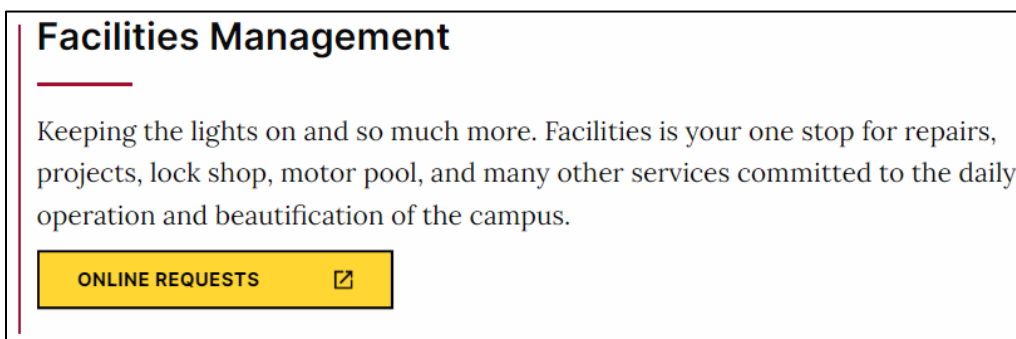 Facilities Management
Keeping the lights on and so much more. Facilities is your one stop for repairs,
projects, lock shop, motor pool, and many other services committed to the daily
operation and beautification of the campus.
ONLINE REQUESTS